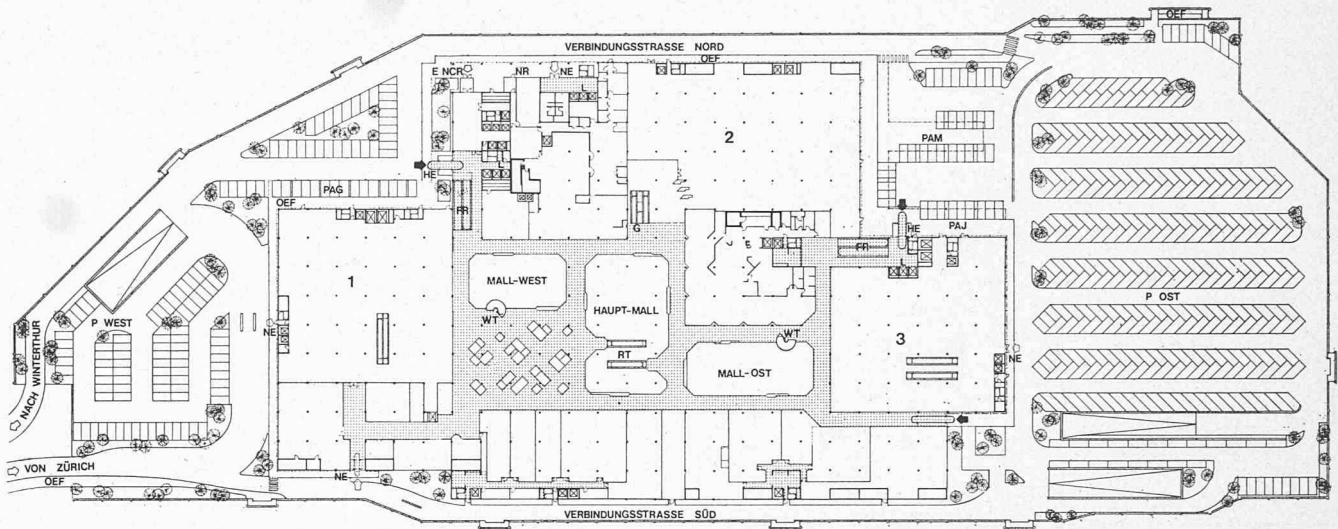 OEF
VERBINDUNGSSTRASSE NORD
OEF
E NCR
NR
NE
L
2
PAM
HE
L
PAG
OEF
FR
G
PAJ
HE
J
E
FR
L
1
MALL-WEST
HAUPT-MALL
P OST
P WEST
WT
WT
NE
3
NE
RT
MALL-OST
NACH WINTERTHUR
VON ZÜRICH
OEF
NE
VERBINDUNGSSTRASSE SÜD